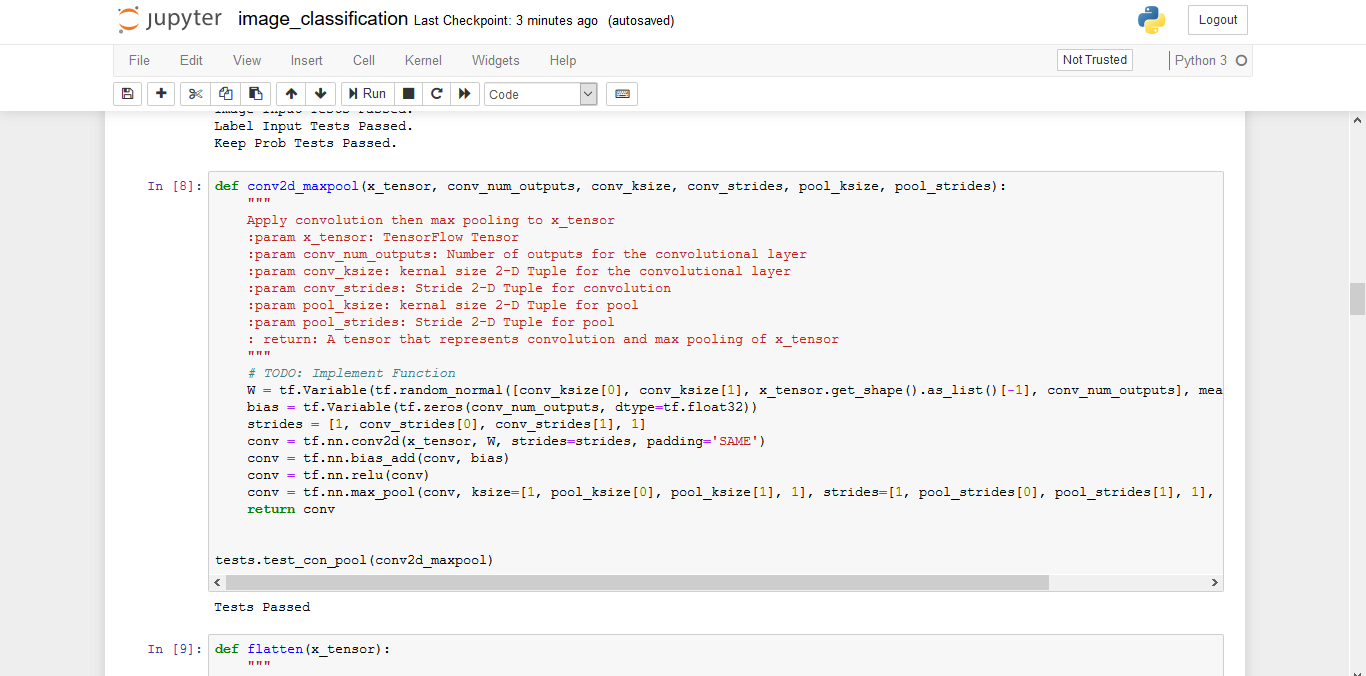 jupyter image_classification Last Checkpoint: 3 minutes ago (autosaved) Logout
File Edit View Insert Cell Kernel Widgets Help Not Trusted Python 3
Run Code
Image Input Tests Passed.
Label Input Tests Passed.
Keep Prob Tests Passed.
In [8]: def conv2d_maxpool(x_tensor, conv_num_outputs, conv_ksize, conv_strides, pool_ksize, pool_strides):
"""
Apply convolution then max pooling to x_tensor
:param x_tensor: TensorFlow Tensor
:param conv_num_outputs: Number of outputs for the convolutional layer
:param conv_ksize: kernal size 2-D Tuple for the convolutional layer
:param conv_strides: Stride 2-D Tuple for convolution
:param pool_ksize: kernal size 2-D Tuple for pool
:param pool_strides: Stride 2-D Tuple for pool
: return: A tensor that represents convolution and max pooling of x_tensor
"""
# TODO: Implement Function
W = tf.Variable(tf.random_normal([conv_ksize[0], conv_ksize[1], x_tensor.get_shape().as_list()[-1], conv_num_outputs], mea
bias = tf.Variable(tf.zeros(conv_num_outputs, dtype=tf.float32))
strides = [1, conv_strides[0], conv_strides[1], 1]
conv = tf.nn.conv2d(x_tensor, W, strides=strides, padding='SAME')
conv = tf.nn.bias_add(conv, bias)
conv = tf.nn.relu(conv)
conv = tf.nn.max_pool(conv, ksize=[1, pool_ksize[0], pool_ksize[1], 1], strides=[1, pool_strides[0], pool_strides[1], 1],
return conv
tests.test_con_pool(conv2d_maxpool)
Tests Passed
In [9]: def flatten(x_tensor):
"""